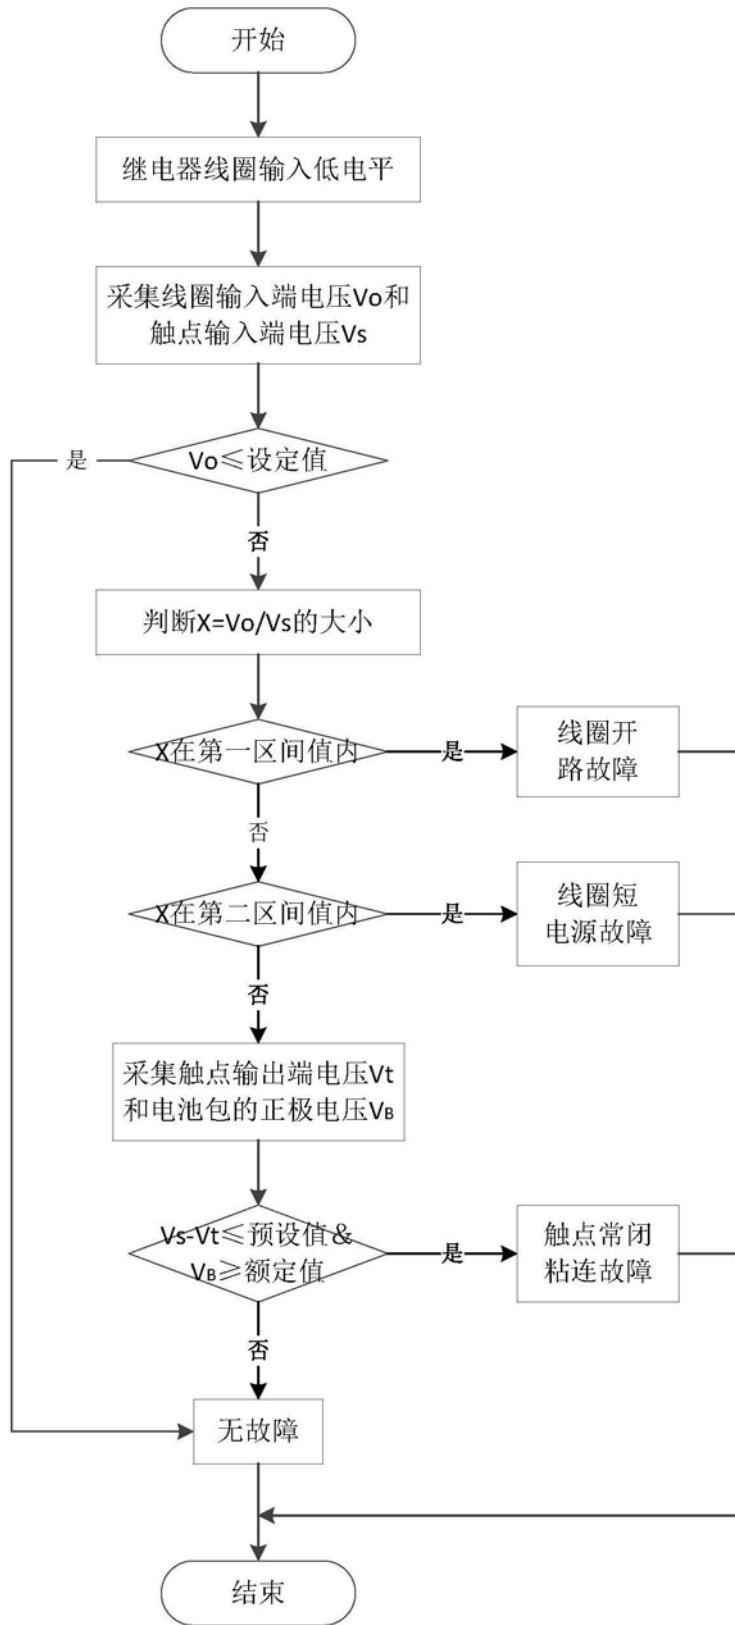 开始
继电器线圈输入低电平
采集线圈输入端电压Vo和
触点输入端电压Vs
是
Vo≤设定值
否
判断X=Vo/Vs的大小
X在第一区间值内
是
线圈开
路故障
否
X在第二区间值内
是
线圈短
电源故障
否
采集触点输出端电压Vt
和电池包的正极电压VB
Vs-Vt≤预设值&
VB≥额定值
是
触点常闭
粘连故障
否
无故障
结束